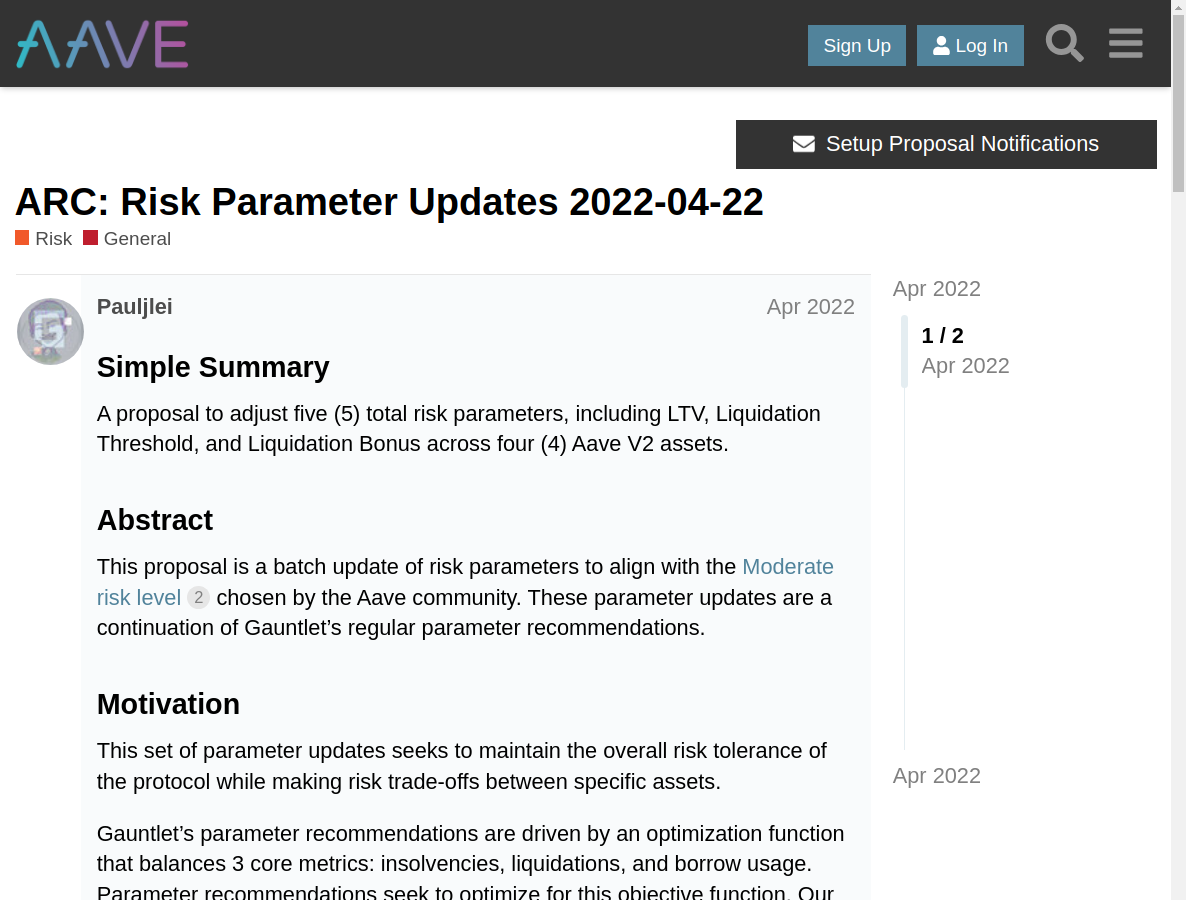 AAVE
Sign Up
Log In
Setup Proposal Notifications
ARC: Risk Parameter Updates 2022-04-22
Risk General
Pauljlei Apr 2022
Simple Summary
A proposal to adjust five (5) total risk parameters, including LTV, Liquidation
Threshold, and Liquidation Bonus across four (4) Aave V2 assets.
Abstract
This proposal is a batch update of risk parameters to align with the Moderate
risk level 2 chosen by the Aave community. These parameter updates are a
continuation of Gauntlet’s regular parameter recommendations.
Motivation
This set of parameter updates seeks to maintain the overall risk tolerance of
the protocol while making risk trade-offs between specific assets.
Gauntlet’s parameter recommendations are driven by an optimization function
that balances 3 core metrics: insolvencies, liquidations, and borrow usage.
Parameter recommendations seek to optimize for this objective function. Our
Apr 2022
1 / 2
Apr 2022
Apr 2022